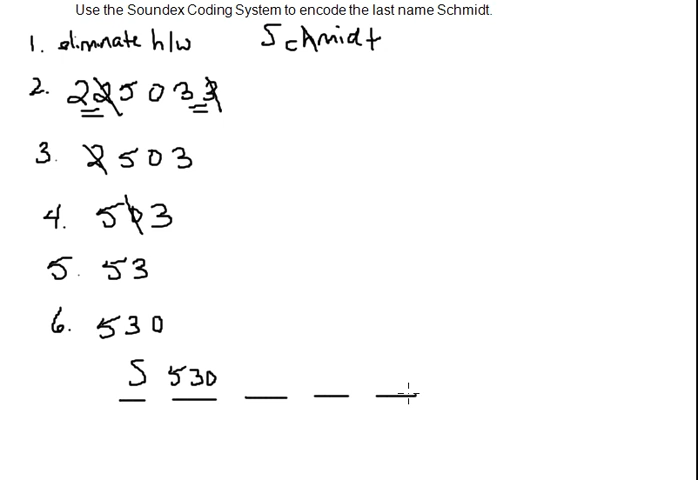 Use the Soundex Coding System to encode the last name Schmidt.
1. eliminate h/w Schmidt
2. 2250333
3. 2503
4. 503
5. 53
6. 530
S 530